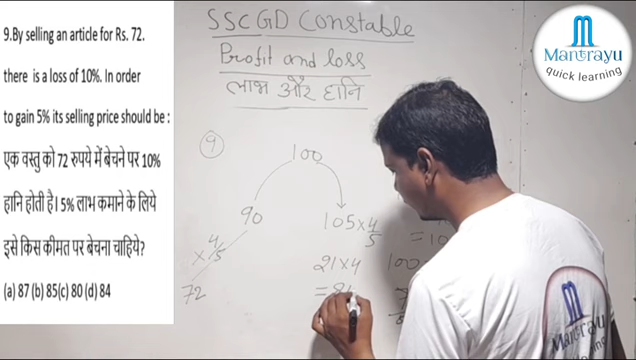 9.By selling an article for Rs. 72.
there is a loss of 10%. In order
to gain 5% its selling price should be :
एक वस्तु को 72 रुपये में बेचने पर 10%
हानि होती है। 5% लाभ कमाने के लिये
इसे किस कीमत पर बेचना चाहिये?
(a) 87 (b) 85(c) 80 (d) 84
SSC GD Constable
Profit and loss
लाभ और हानि
9
100
90
105 × 4/5
× 4/5
72
21 × 4
= 84
100
= 10
Mantrayu
quick learning
Mantrayu